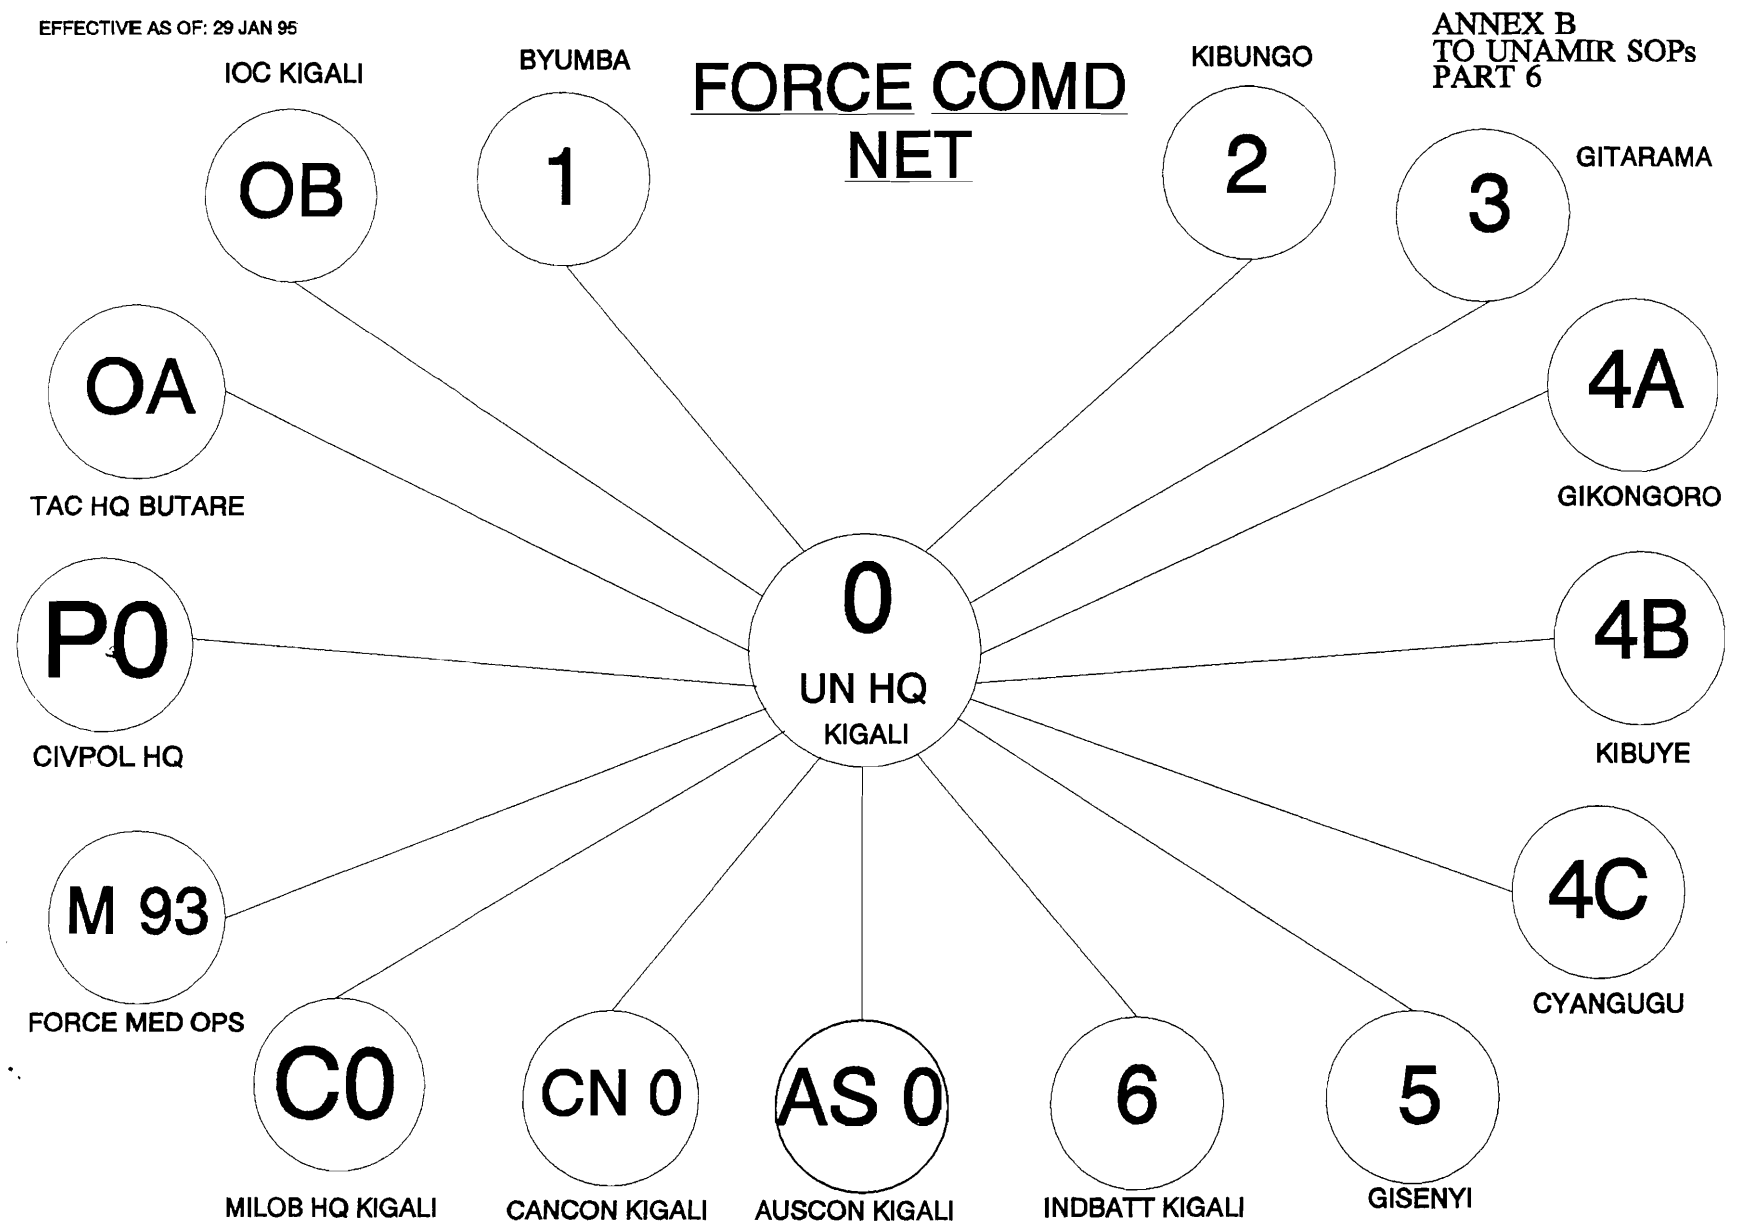 EFFECTIVE AS OF: 29 JAN 95
ANNEX B
TO UNAMIR SOPs
PART 6
FORCE COMD
NET
IOC KIGALI
OB
BYUMBA
1
KIBUNGO
2
3
GITARAMA
OA
TAC HQ BUTARE
4A
GIKONGORO
P0
CIVPOL HQ
0
UN HQ
KIGALI
4B
KIBUYE
M 93
FORCE MED OPS
4C
CYANGUGU
C0
MILOB HQ KIGALI
CN 0
CANCON KIGALI
AS 0
AUSCON KIGALI
6
INDBATT KIGALI
5
GISENYI